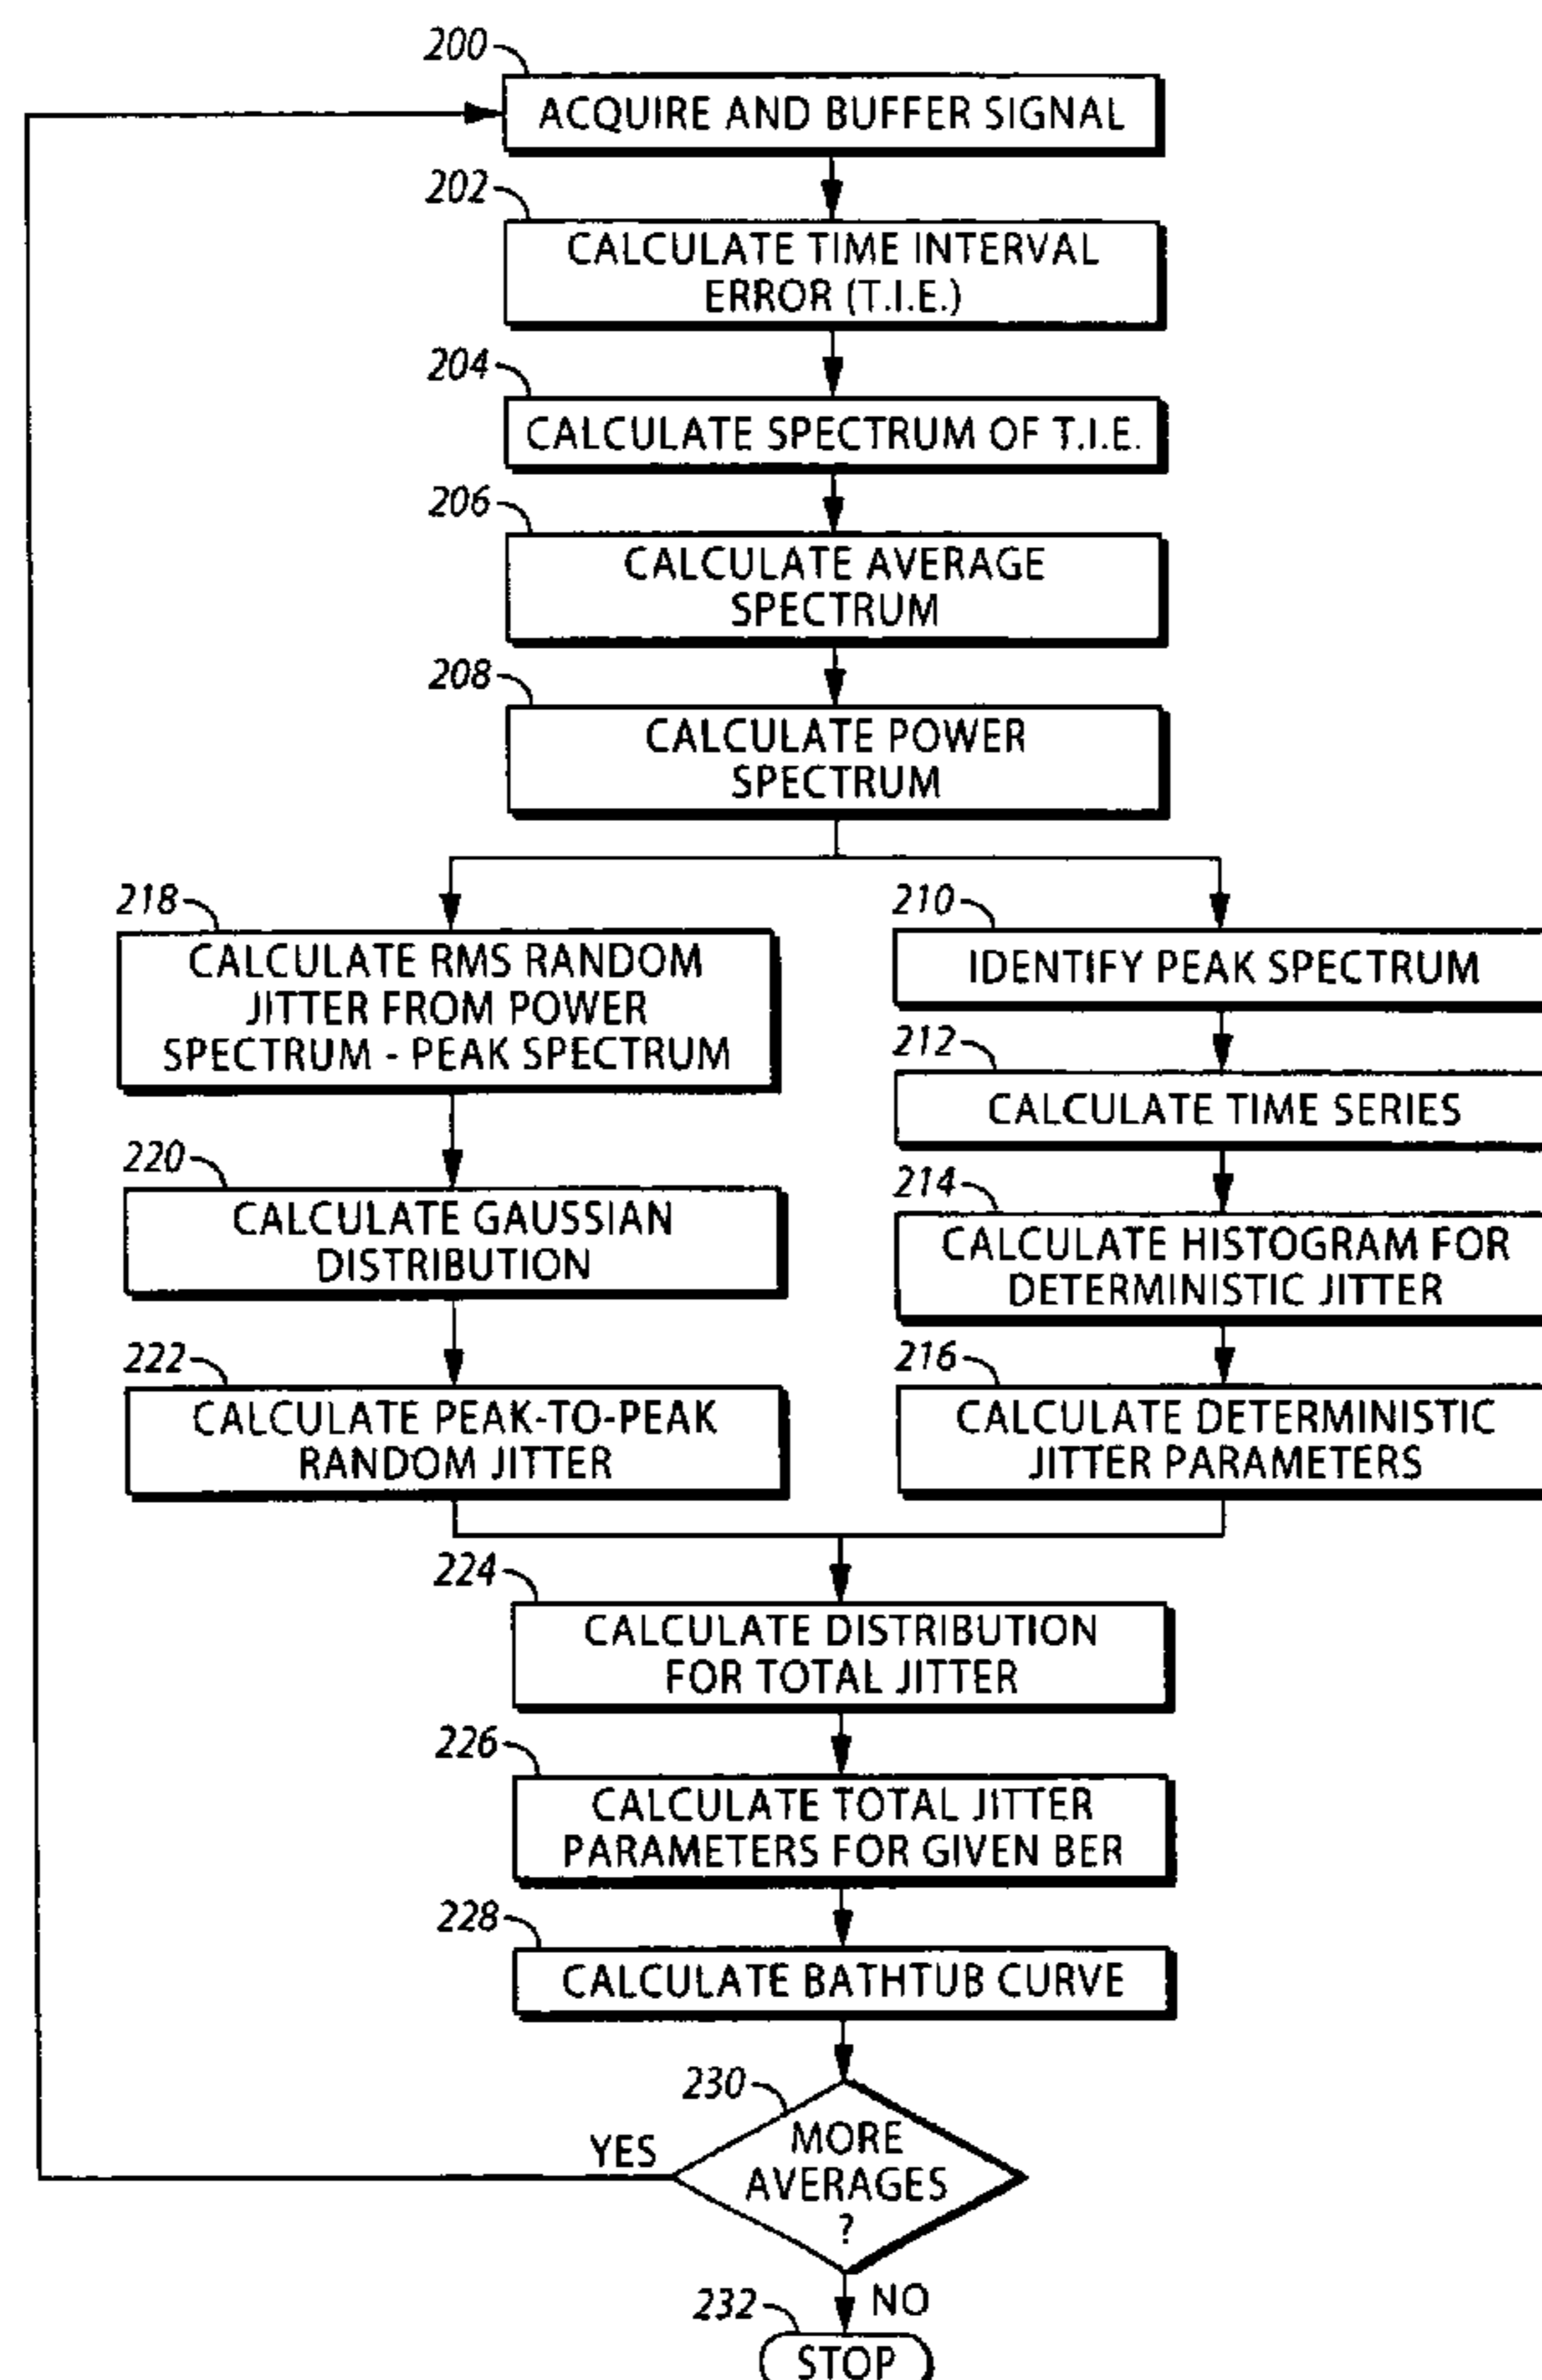 200
ACQUIRE AND BUFFER SIGNAL
202
CALCULATE TIME INTERVAL
ERROR (T.I.E.)
204
CALCULATE SPECTRUM OF T.I.E.
206
CALCULATE AVERAGE
SPECTRUM
208
CALCULATE POWER
SPECTRUM
218
CALCULATE RMS RANDOM
JITTER FROM POWER
SPECTRUM - PEAK SPECTRUM
220
CALCULATE GAUSSIAN
DISTRIBUTION
222
CALCULATE PEAK-TO-PEAK
RANDOM JITTER
210
IDENTIFY PEAK SPECTRUM
212
CALCULATE TIME SERIES
214
CALCULATE HISTOGRAM FOR
DETERMINISTIC JITTER
216
CALCULATE DETERMINISTIC
JITTER PARAMETERS
224
CALCULATE DISTRIBUTION
FOR TOTAL JITTER
226
CALCULATE TOTAL JITTER
PARAMETERS FOR GIVEN BER
228
CALCULATE BATHTUB CURVE
230
YES
MORE
AVERAGES
?
NO
232
STOP